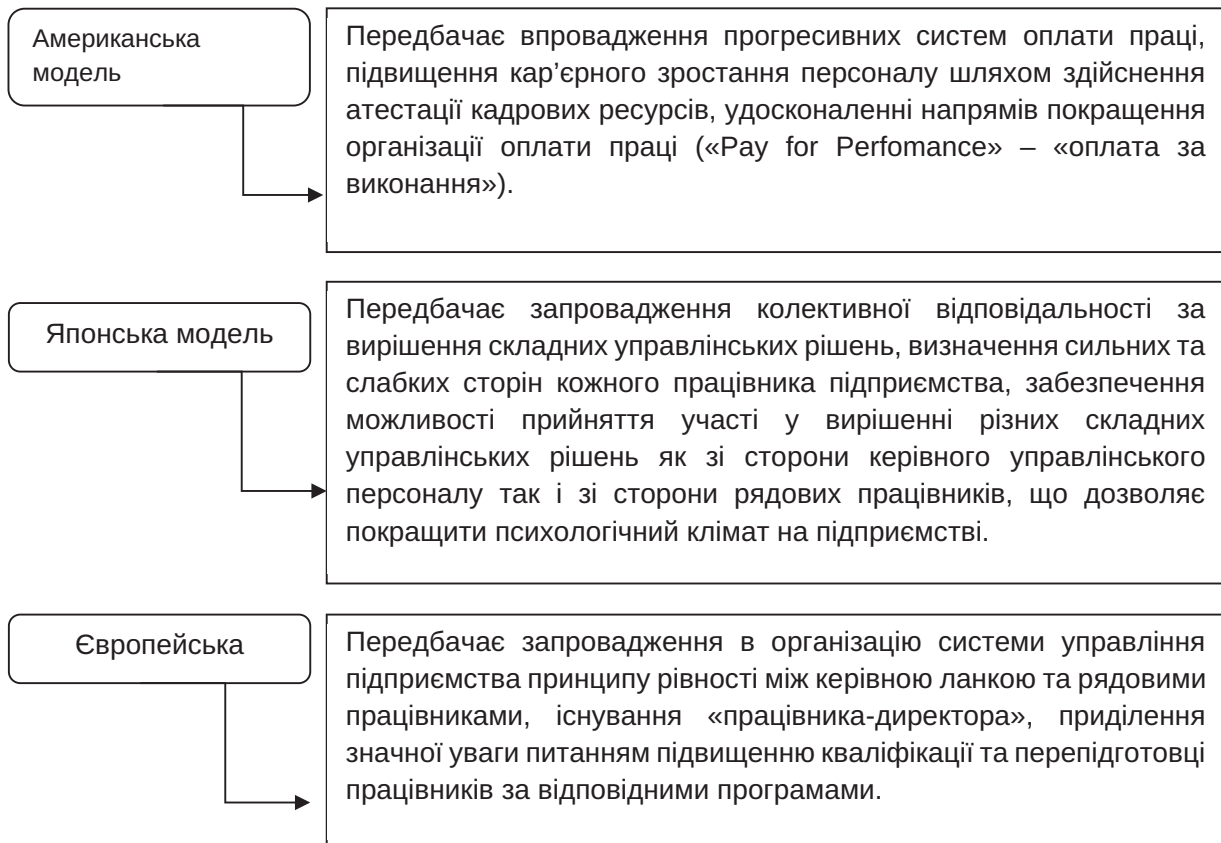 Американська
модель
Передбачає впровадження прогресивних систем оплати праці,
підвищення кар’єрного зростання персоналу шляхом здійснення
атестації кадрових ресурсів, удосконаленні напрямів покращення
організації оплати праці («Pay for Perfomance» – «оплата за
виконання»).
Японська модель
Передбачає запровадження колективної відповідальності за
вирішення складних управлінських рішень, визначення сильних та
слабких сторін кожного працівника підприємства, забезпечення
можливості прийняття участі у вирішенні різних складних
управлінських рішень як зі сторони керівного управлінського
персоналу так і зі сторони рядових працівників, що дозволяє
покращити психологічний клімат на підприємстві.
Європейська
Передбачає запровадження в організацію системи управління
підприємства принципу рівності між керівною ланкою та рядовими
працівниками, існування «працівника-директора», приділення
значної уваги питанням підвищенню кваліфікації та перепідготовці
працівників за відповідними програмами.